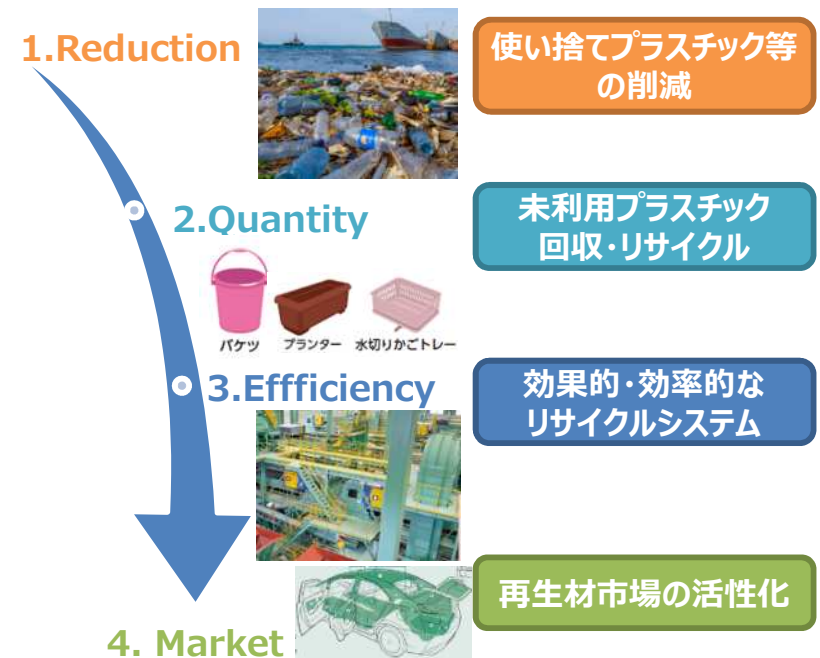 1.Reduction
使い捨てプラスチック等
の削減
2.Quantity
未利用プラスチック
回収・リサイクル
バケツ
プランター
水切りかごトレー
3.Effficiency
効果的・効率的な
リサイクルシステム
再生材市場の活性化
4. Market